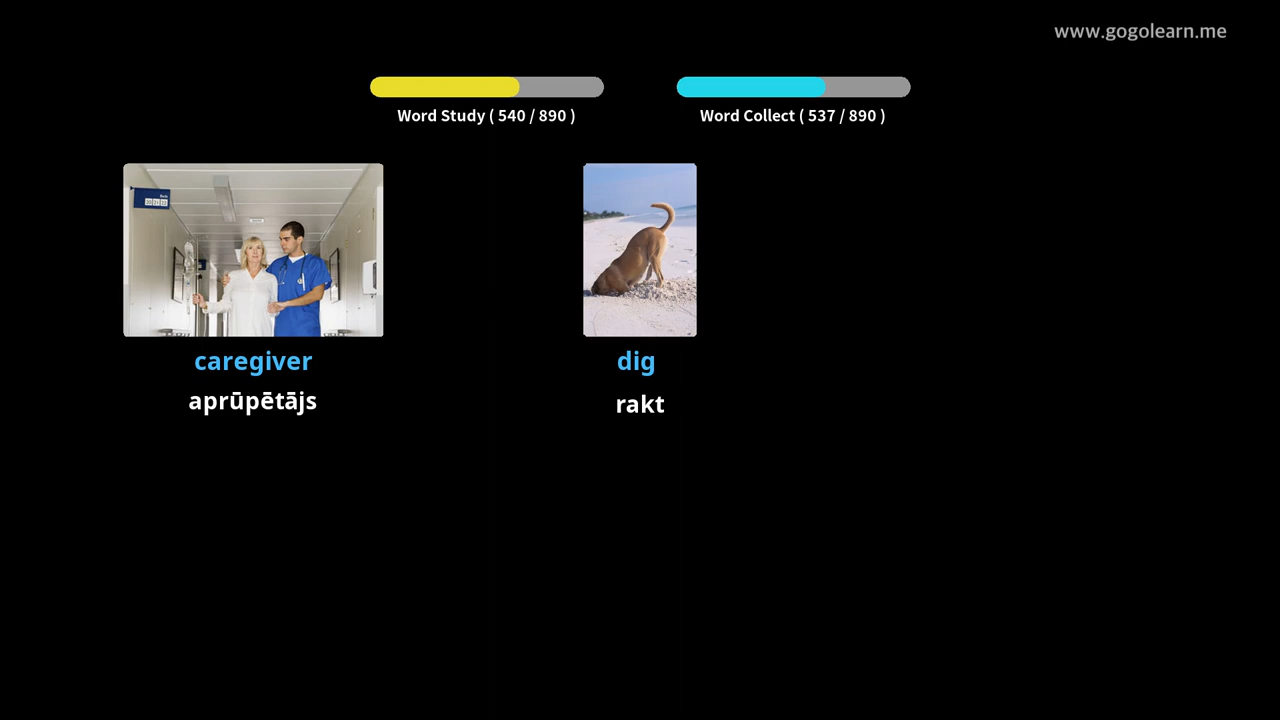 www.gogolearn.me
Word Study ( 540 / 890 )
Word Collect ( 537 / 890 )
caregiver
aprūpētājs
dig
rakt